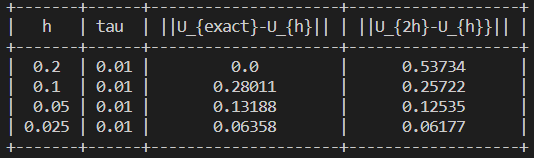 +-------+------+-------------------+------------------+
|   h   | tau  | ||U_{exact}-U_{h}|| | ||U_{2h}-U_{h}}|| |
+-------+------+-------------------+------------------+
|  0.2  | 0.01 |        0.0        |     0.53734      |
|  0.1  | 0.01 |      0.28011      |     0.25722      |
|  0.05 | 0.01 |      0.13188      |     0.12535      |
| 0.025 | 0.01 |      0.06358      |     0.06177      |
+-------+------+-------------------+------------------+